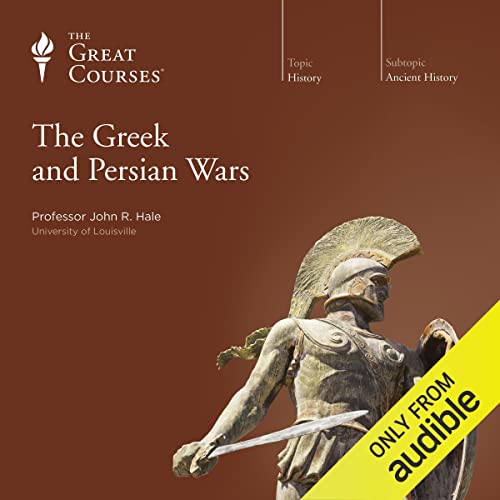 THE
GREAT
COURSES®
Topic
History
Subtopic
Ancient History
The Greek
and Persian Wars
Professor John R. Hale
University of Louisville
ONLY FROM
audible